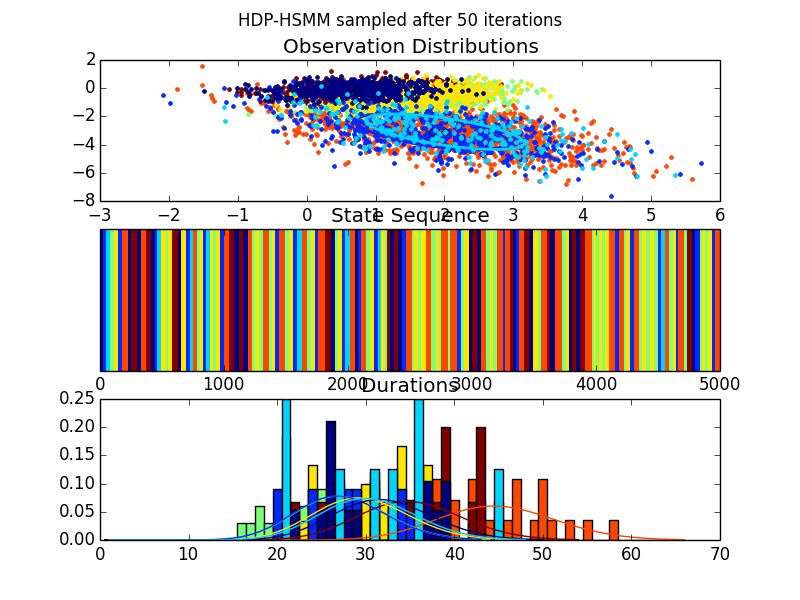 HDP-HSMM sampled after 50 iterations
Observation Distributions
2
0
−2
−4
−6
−8
−3 −2 −1 0 1 2 3 4 5 6
State Sequence
0 1000 2000 3000 4000 5000
Durations
0.25
0.20
0.15
0.10
0.05
0.00
0 10 20 30 40 50 60 70